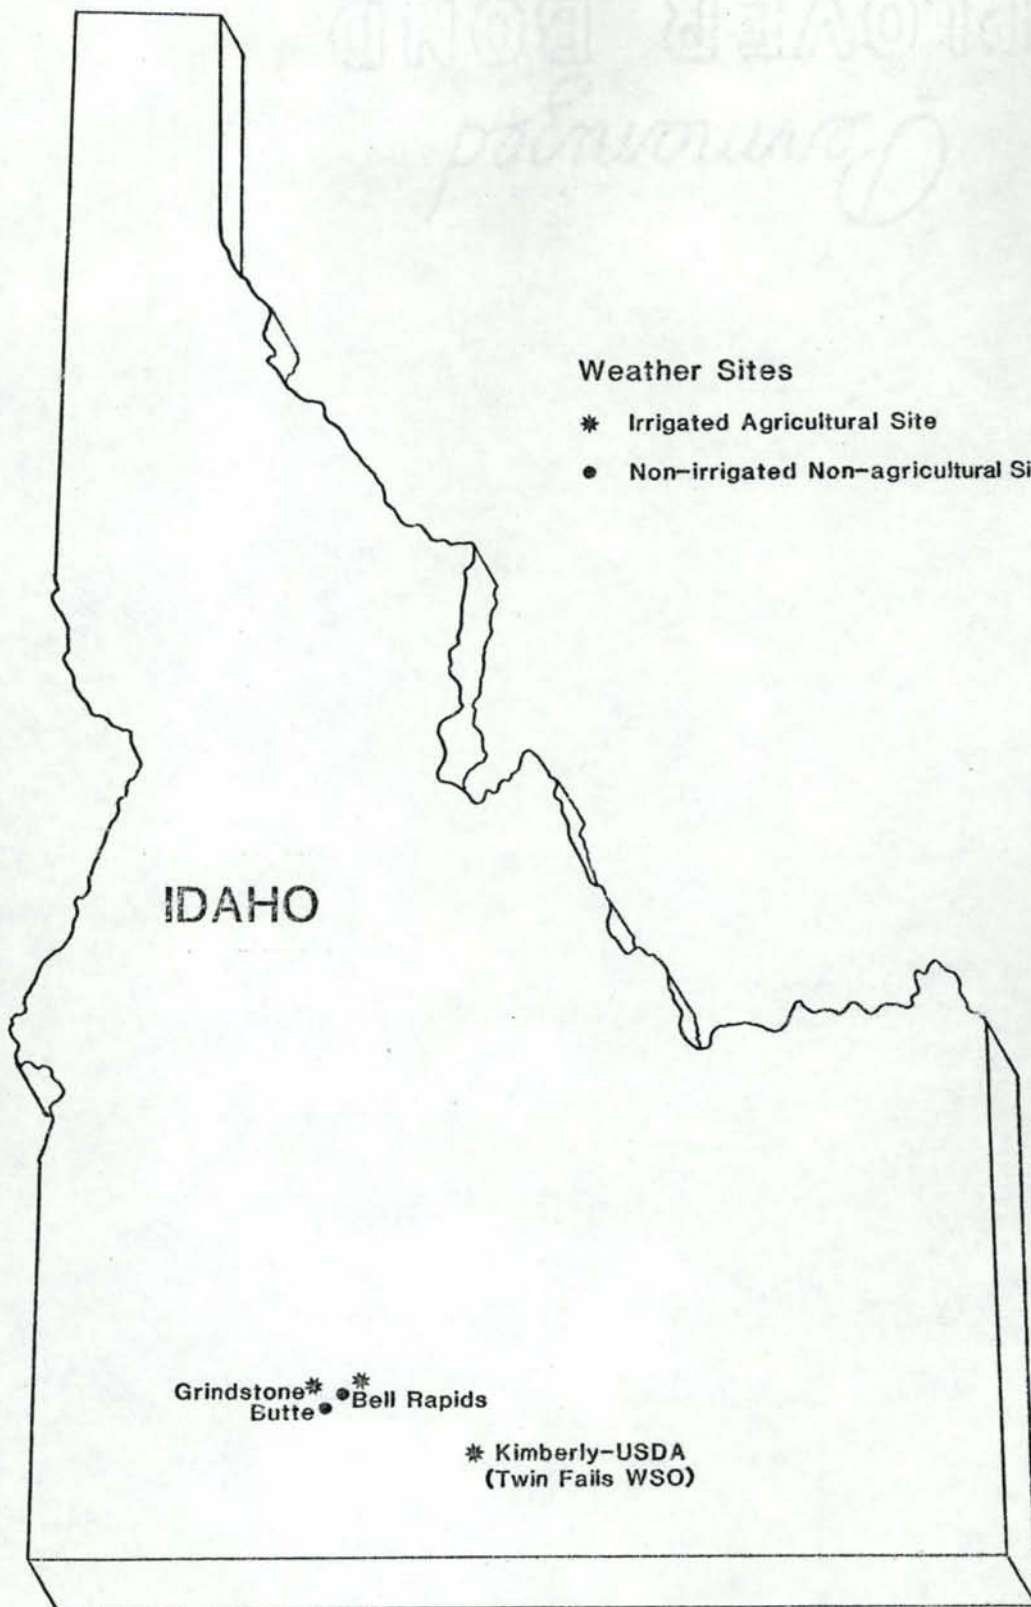 Weather Sites
* Irrigated Agricultural Site
● Non-irrigated Non-agricultural Si
IDAHO
Grindstone* *
Butte● ●Bell Rapids
* Kimberly-USDA
(Twin Falls WSO)